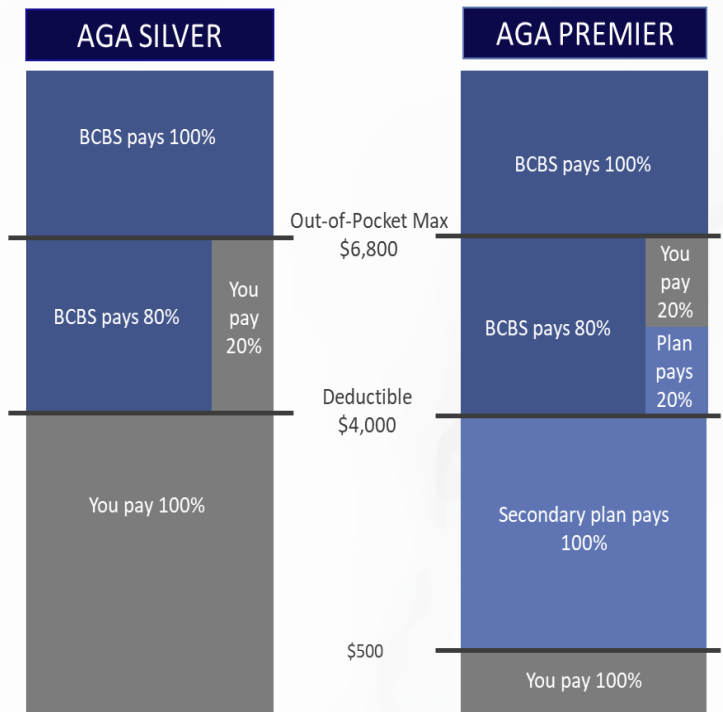 AGA SILVER
BCBS pays 100%
BCBS pays 80%
You
pay
20%
You pay 100%
Out-of-Pocket Max
$6,800
Deductible
$4,000
$500
AGA PREMIER
BCBS pays 100%
BCBS pays 80%
You
pay
20%
Plan
pays
20%
Secondary plan pays
100%
You pay 100%